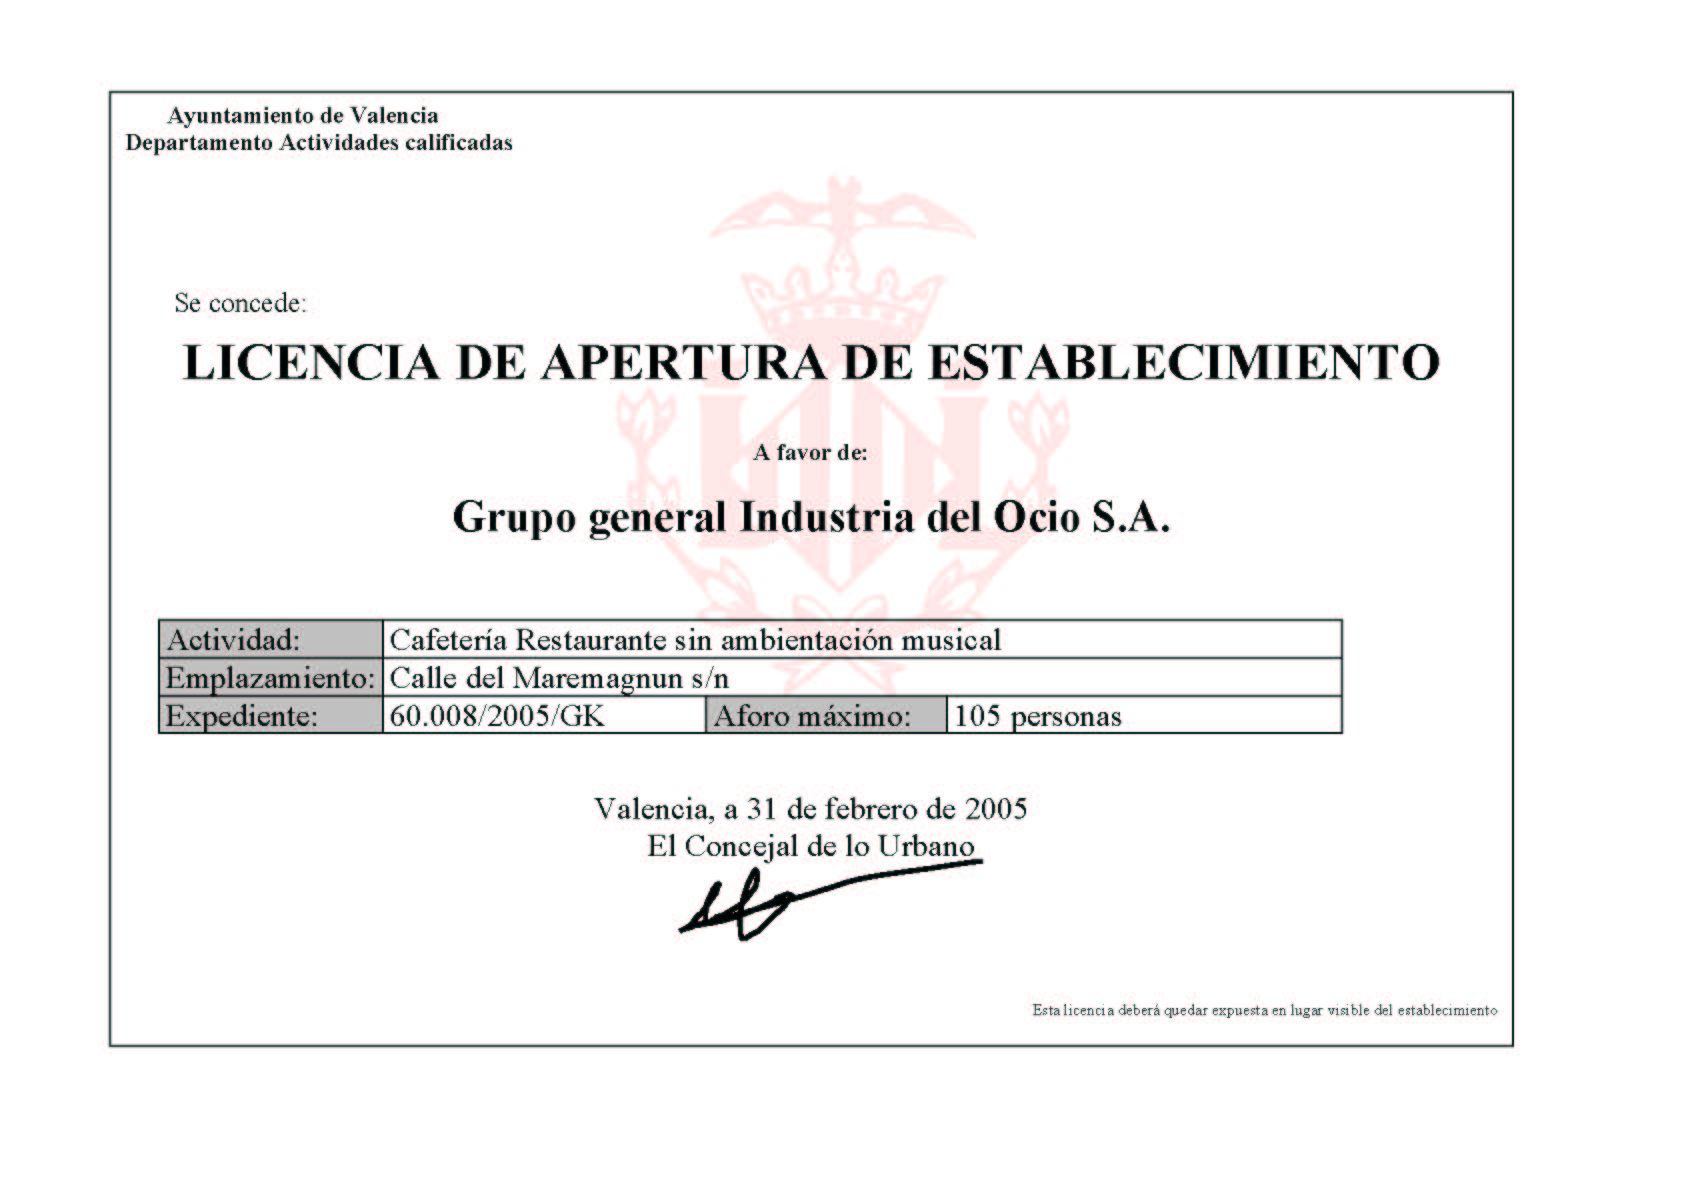 Ayuntamiento de Valencia
Departamento Actividades calificadas
Se concede:
LICENCIA DE APERTURA DE ESTABLECIMIENTO
A favor de:
Grupo general Industria del Ocio S.A.
Actividad: Cafetería Restaurante sin ambientación musical
Emplazamiento: Calle del Maremagnun s/n
Expediente: 60.008/2005/GK Aforo máximo: 105 personas
Valencia, a 31 de febrero de 2005
El Concejal de lo Urbano
Esta licencia deberá quedar expuesta en lugar visible del establecimiento